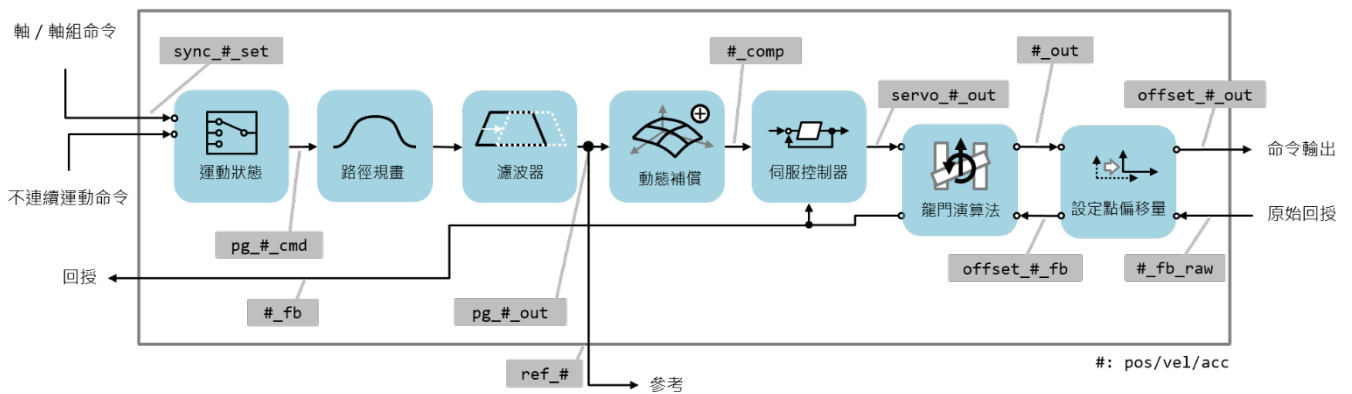 軸 / 軸組命令
sync_#_set
#_comp
#_out
servo_#_out
offset_#_out
運動狀態
路徑規畫
濾波器
動態補償
伺服控制器
龍門演算法
設定點偏移量
命令輸出
不連續運動命令
原始回授
pg_#_cmd
回授
offset_#_fb
#_fb_raw
#_fb
pg_#_out
ref_#
參考
#: pos/vel/acc